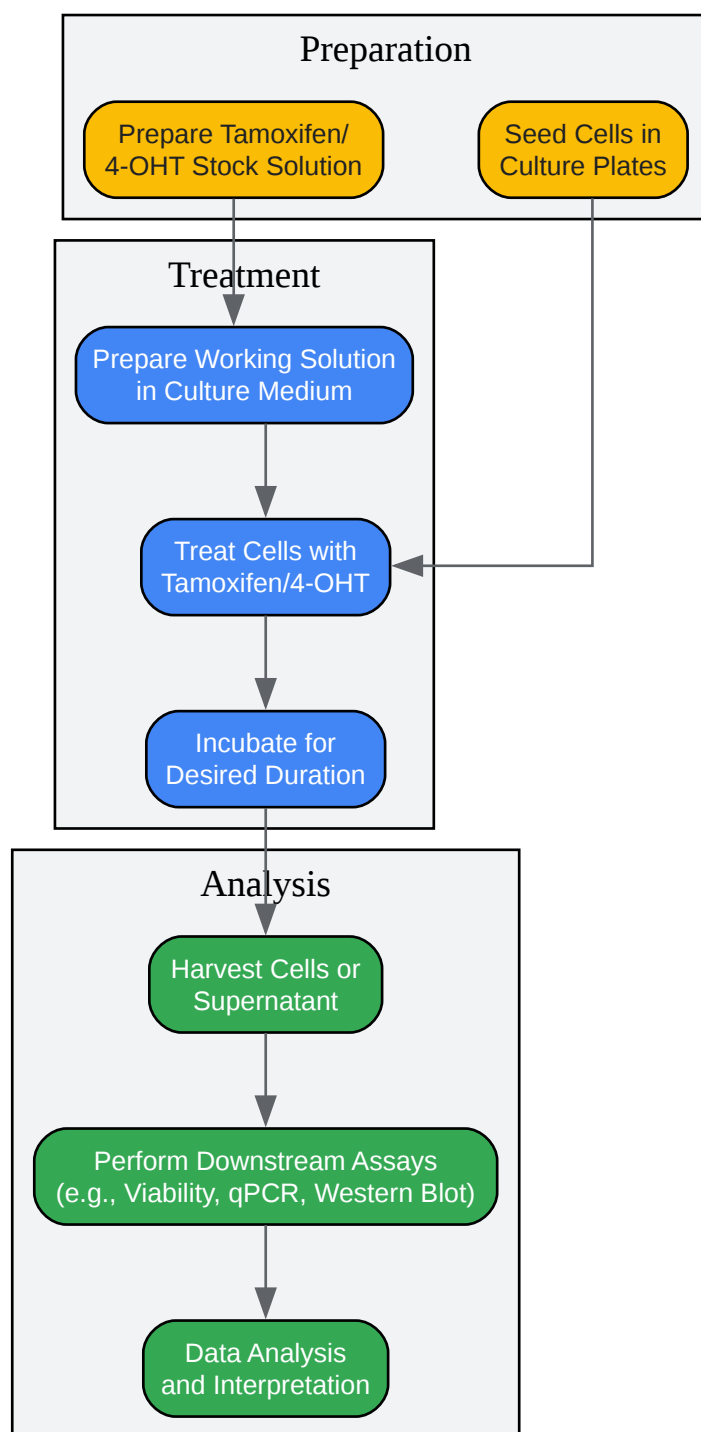 Preparation
Prepare Tamoxifen/
4-OHT Stock Solution
Seed Cells in
Culture Plates
Treatment
Prepare Working Solution
in Culture Medium
Treat Cells with
Tamoxifen/4-OHT
Incubate for
Desired Duration
Analysis
Harvest Cells or
Supernatant
Perform Downstream Assays
(e.g., Viability, qPCR, Western Blot)
Data Analysis
and Interpretation